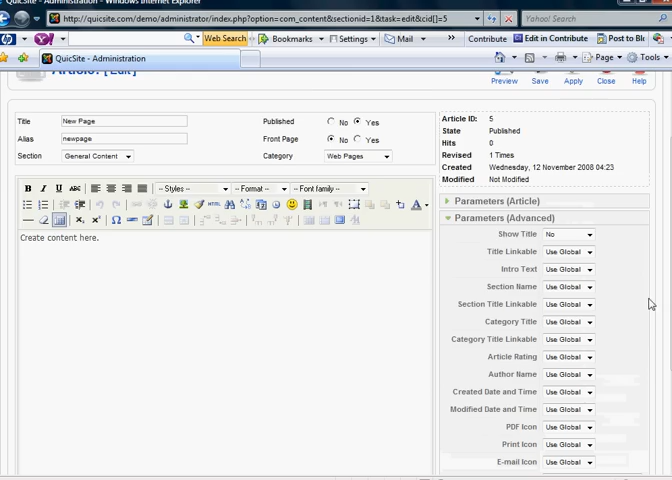 QuicSite - Administration - Windows Internet Explorer
http://quicsite.com/demo/administrator/index.php?option=com_content&sectionid=1&task=edit&cid[]=5
Yahoo! Search
Web Search
Bookmarks
Settings
Mail
>>
Contribute
Edit in Contribute
Post to Bl
QuicSite - Administration
Page
Tools
Article: [Edit]
Preview
Save
Apply
Close
Help
Title New Page
Published No Yes
Alias newpage
Front Page No Yes
Section General Content
Category Web Pages
Article ID: 5
State Published
Hits 0
Revised 1 Times
Created Wednesday, 12 November 2008 04:23
Modified Not Modified
B I U ABC
-- Styles --
-- Format --
-- Font family --
HTML
Create content here.
Parameters (Article)
Parameters (Advanced)
Show Title No
Title Linkable Use Global
Intro Text Use Global
Section Name Use Global
Section Title Linkable Use Global
Category Title Use Global
Category Title Linkable Use Global
Article Rating Use Global
Author Name Use Global
Created Date and Time Use Global
Modified Date and Time Use Global
PDF Icon Use Global
Print Icon Use Global
E-mail Icon Use Global